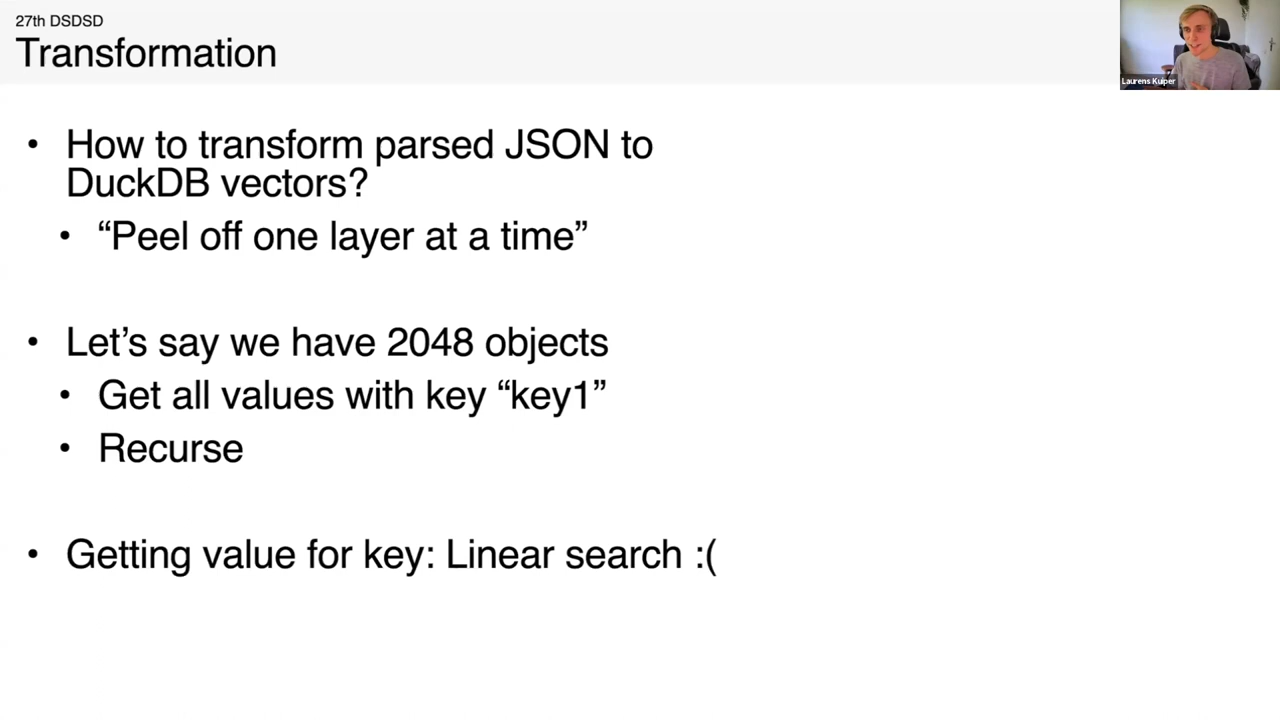 27th DSDSD
Transformation
Laurens Kuiper
• How to transform parsed JSON to
DuckDB vectors?
• “Peel off one layer at a time”
• Let’s say we have 2048 objects
• Get all values with key “key1”
• Recurse
• Getting value for key: Linear search :(